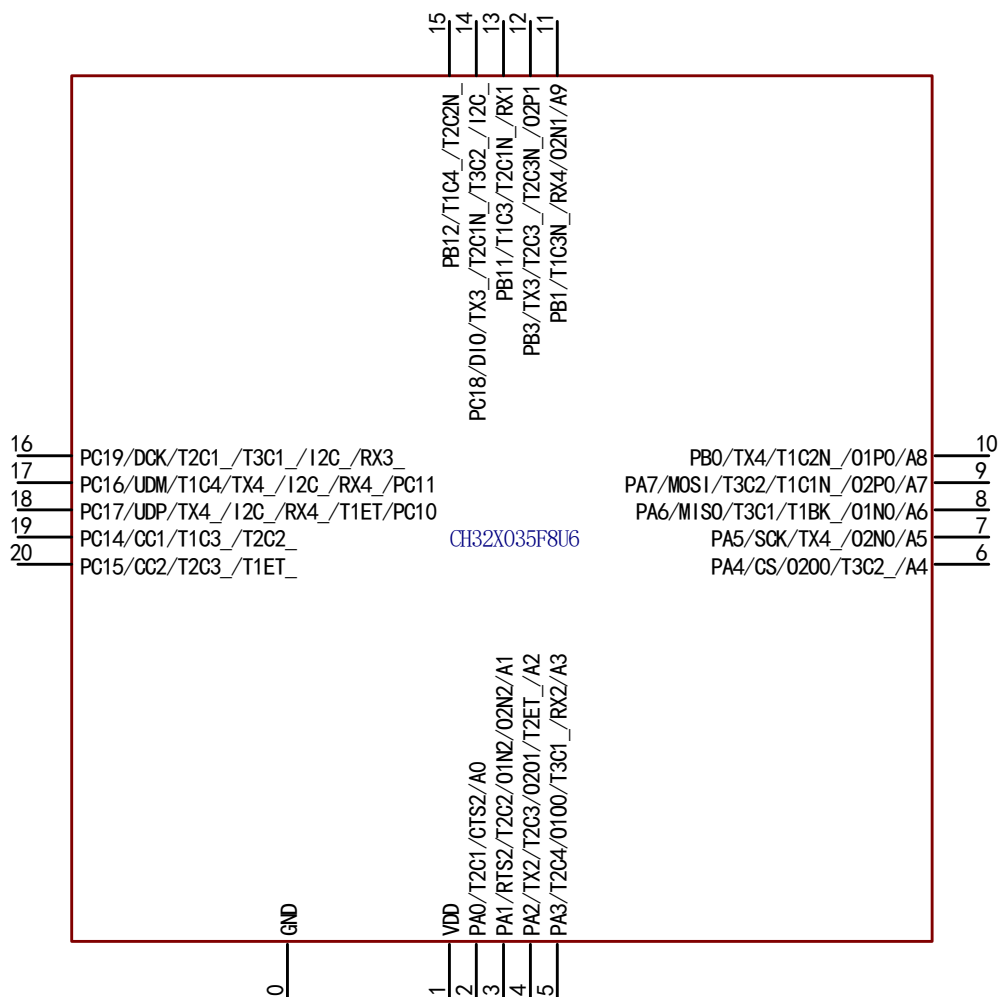 15
14
13
12
11
PB12/T1C4_/T2C2N_
PC18/DIO/TX3_/T2C1N_/T3C2_/I2C_
PB11/T1C3/T2C1N_/RX1
PB3/TX3/T2C3_/T2C3N_/O2P1
PB1/T1C3N_/RX4/O2N1/A9
16
PC19/DCK/T2C1_/T3C1_/I2C_/RX3_
17
PC16/UDM/T1C4/TX4_/I2C_/RX4_/PC11
18
PC17/UDP/TX4_/I2C_/RX4_/T1ET/PC10
19
PC14/CC1/T1C3_/T2C2_
20
PC15/CC2/T2C3_/T1ET_
CH32X035F8U6
PB0/TX4/T1C2N_/O1P0/A8
10
PA7/MOSI/T3C2/T1C1N_/O2P0/A7
9
PA6/MISO/T3C1/T1BK_/O1N0/A6
8
PA5/SCK/TX4_/O2N0/A5
7
PA4/CS/O2O0/T3C2_/A4
6
GND
VDD
PA0/T2C1/CTS2/A0
PA1/RTS2/T2C2/O1N2/O2N2/A1
PA2/TX2/T2C3/O2O1/T2ET_/A2
PA3/T2C4/O1O0/T3C1_/RX2/A3
0
1
2
3
4
5